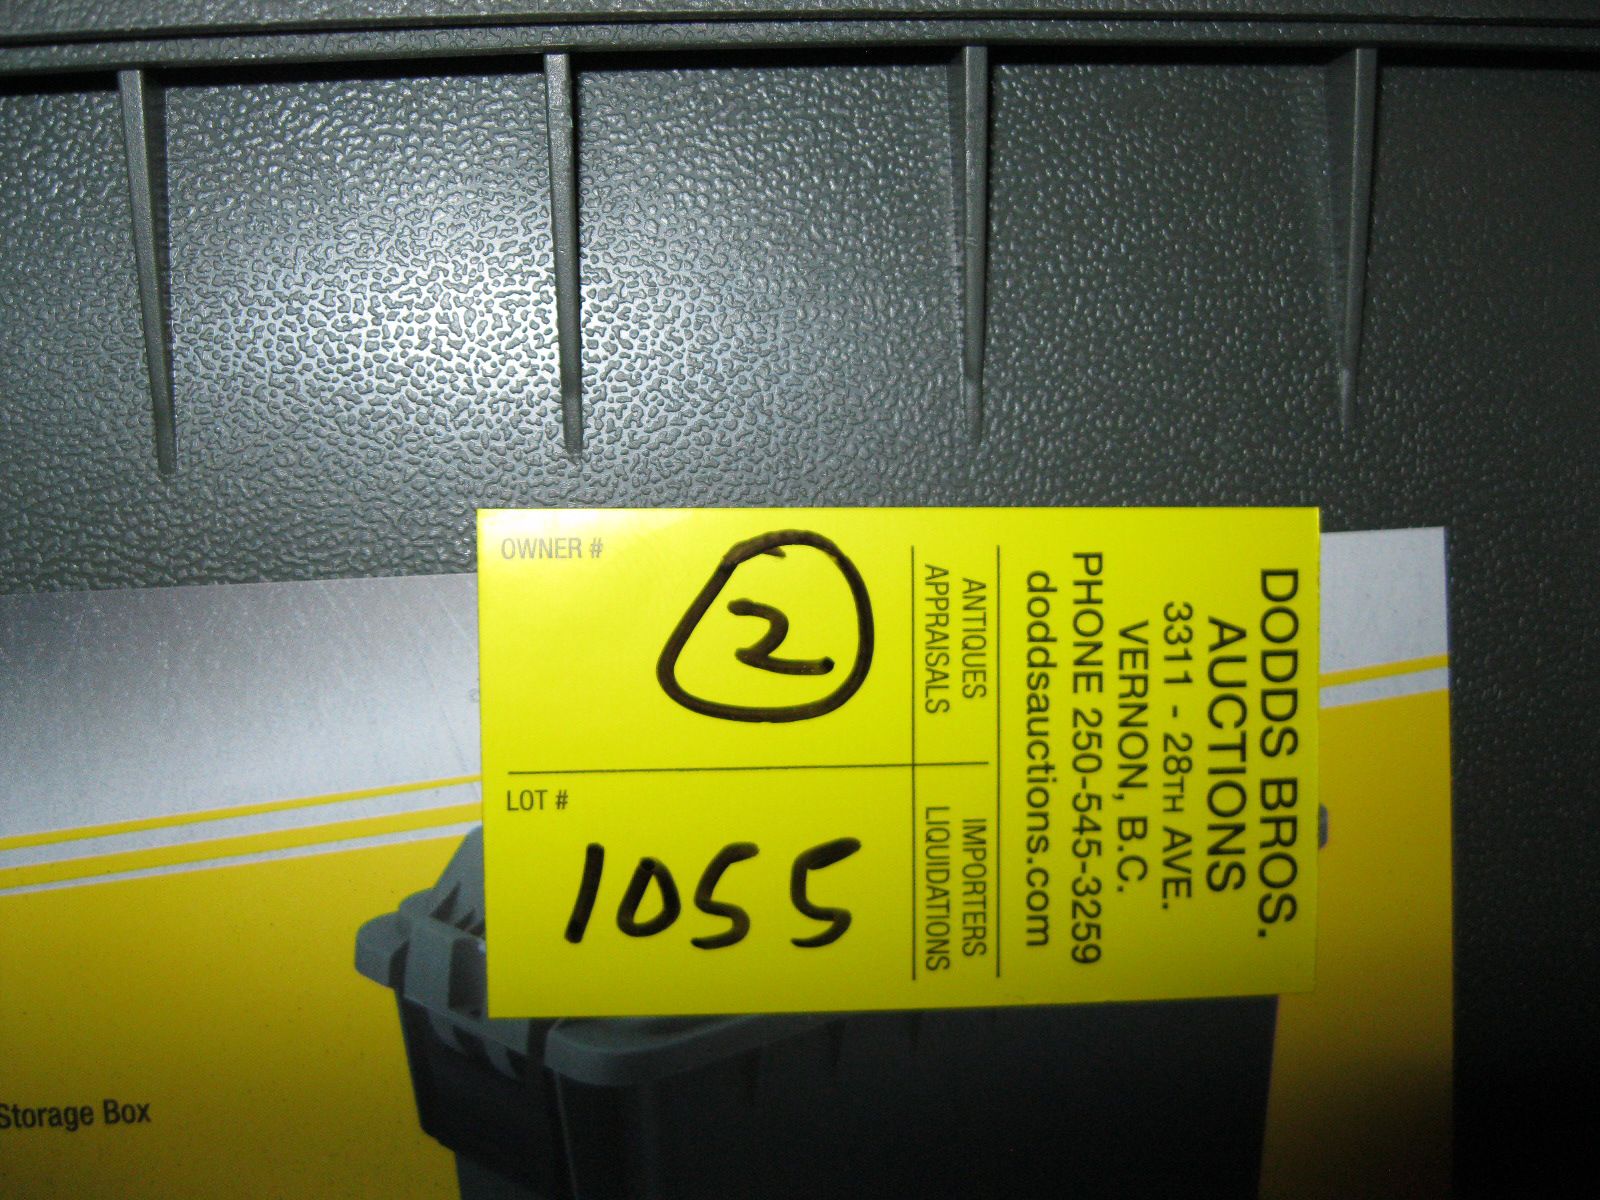 OWNER #
2
LOT #
1055
ANTIQUES
APPRAISALS
IMPORTERS
LIQUIDATIONS
DODDS BROS.
AUCTIONS
3311 - 28TH AVE.
VERNON, B.C.
PHONE 250-545-3259
doddsauctions.com
Storage Box